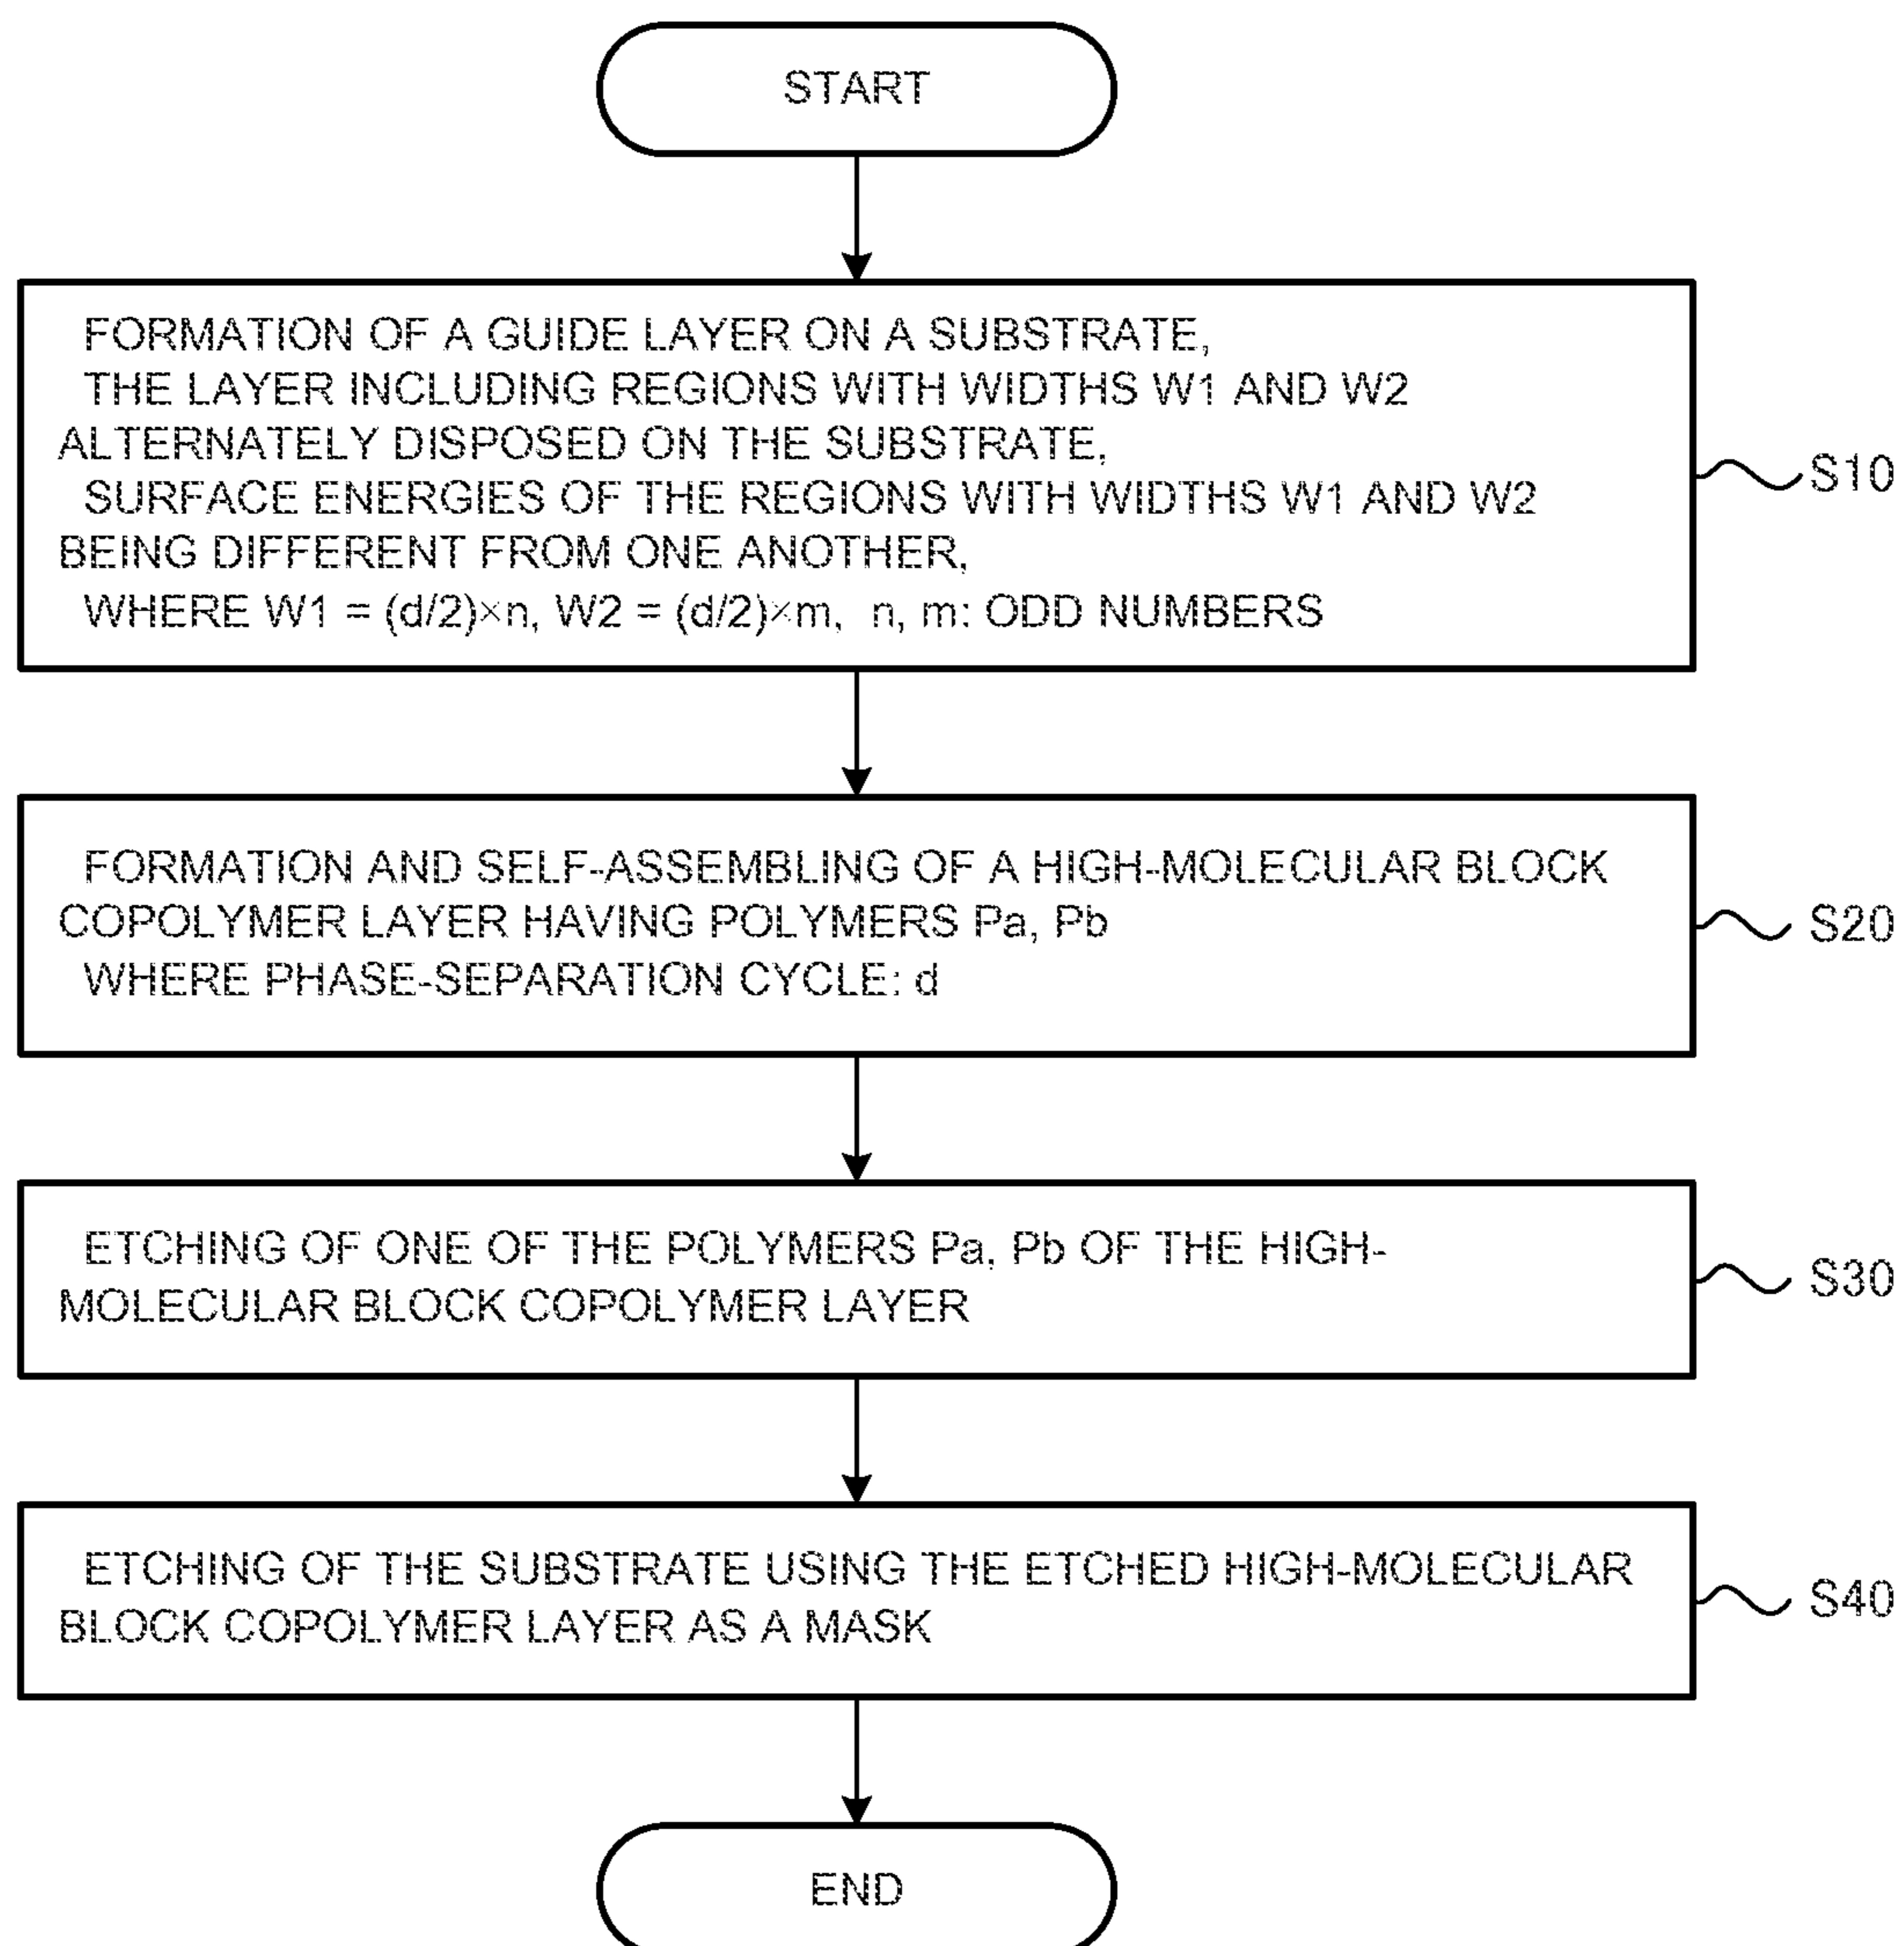 START
FORMATION OF A GUIDE LAYER ON A SUBSTRATE,
THE LAYER INCLUDING REGIONS WITH WIDTHS W1 AND W2
ALTERNATELY DISPOSED ON THE SUBSTRATE,
SURFACE ENERGIES OF THE REGIONS WITH WIDTHS W1 AND W2
BEING DIFFERENT FROM ONE ANOTHER,
WHERE W1 = (d/2)×n, W2 = (d/2)×m, n, m: ODD NUMBERS
S10
FORMATION AND SELF-ASSEMBLING OF A HIGH-MOLECULAR BLOCK
COPOLYMER LAYER HAVING POLYMERS Pa, Pb
WHERE PHASE-SEPARATION CYCLE: d
S20
ETCHING OF ONE OF THE POLYMERS Pa, Pb OF THE HIGH-
MOLECULAR BLOCK COPOLYMER LAYER
S30
ETCHING OF THE SUBSTRATE USING THE ETCHED HIGH-MOLECULAR
BLOCK COPOLYMER LAYER AS A MASK
S40
END